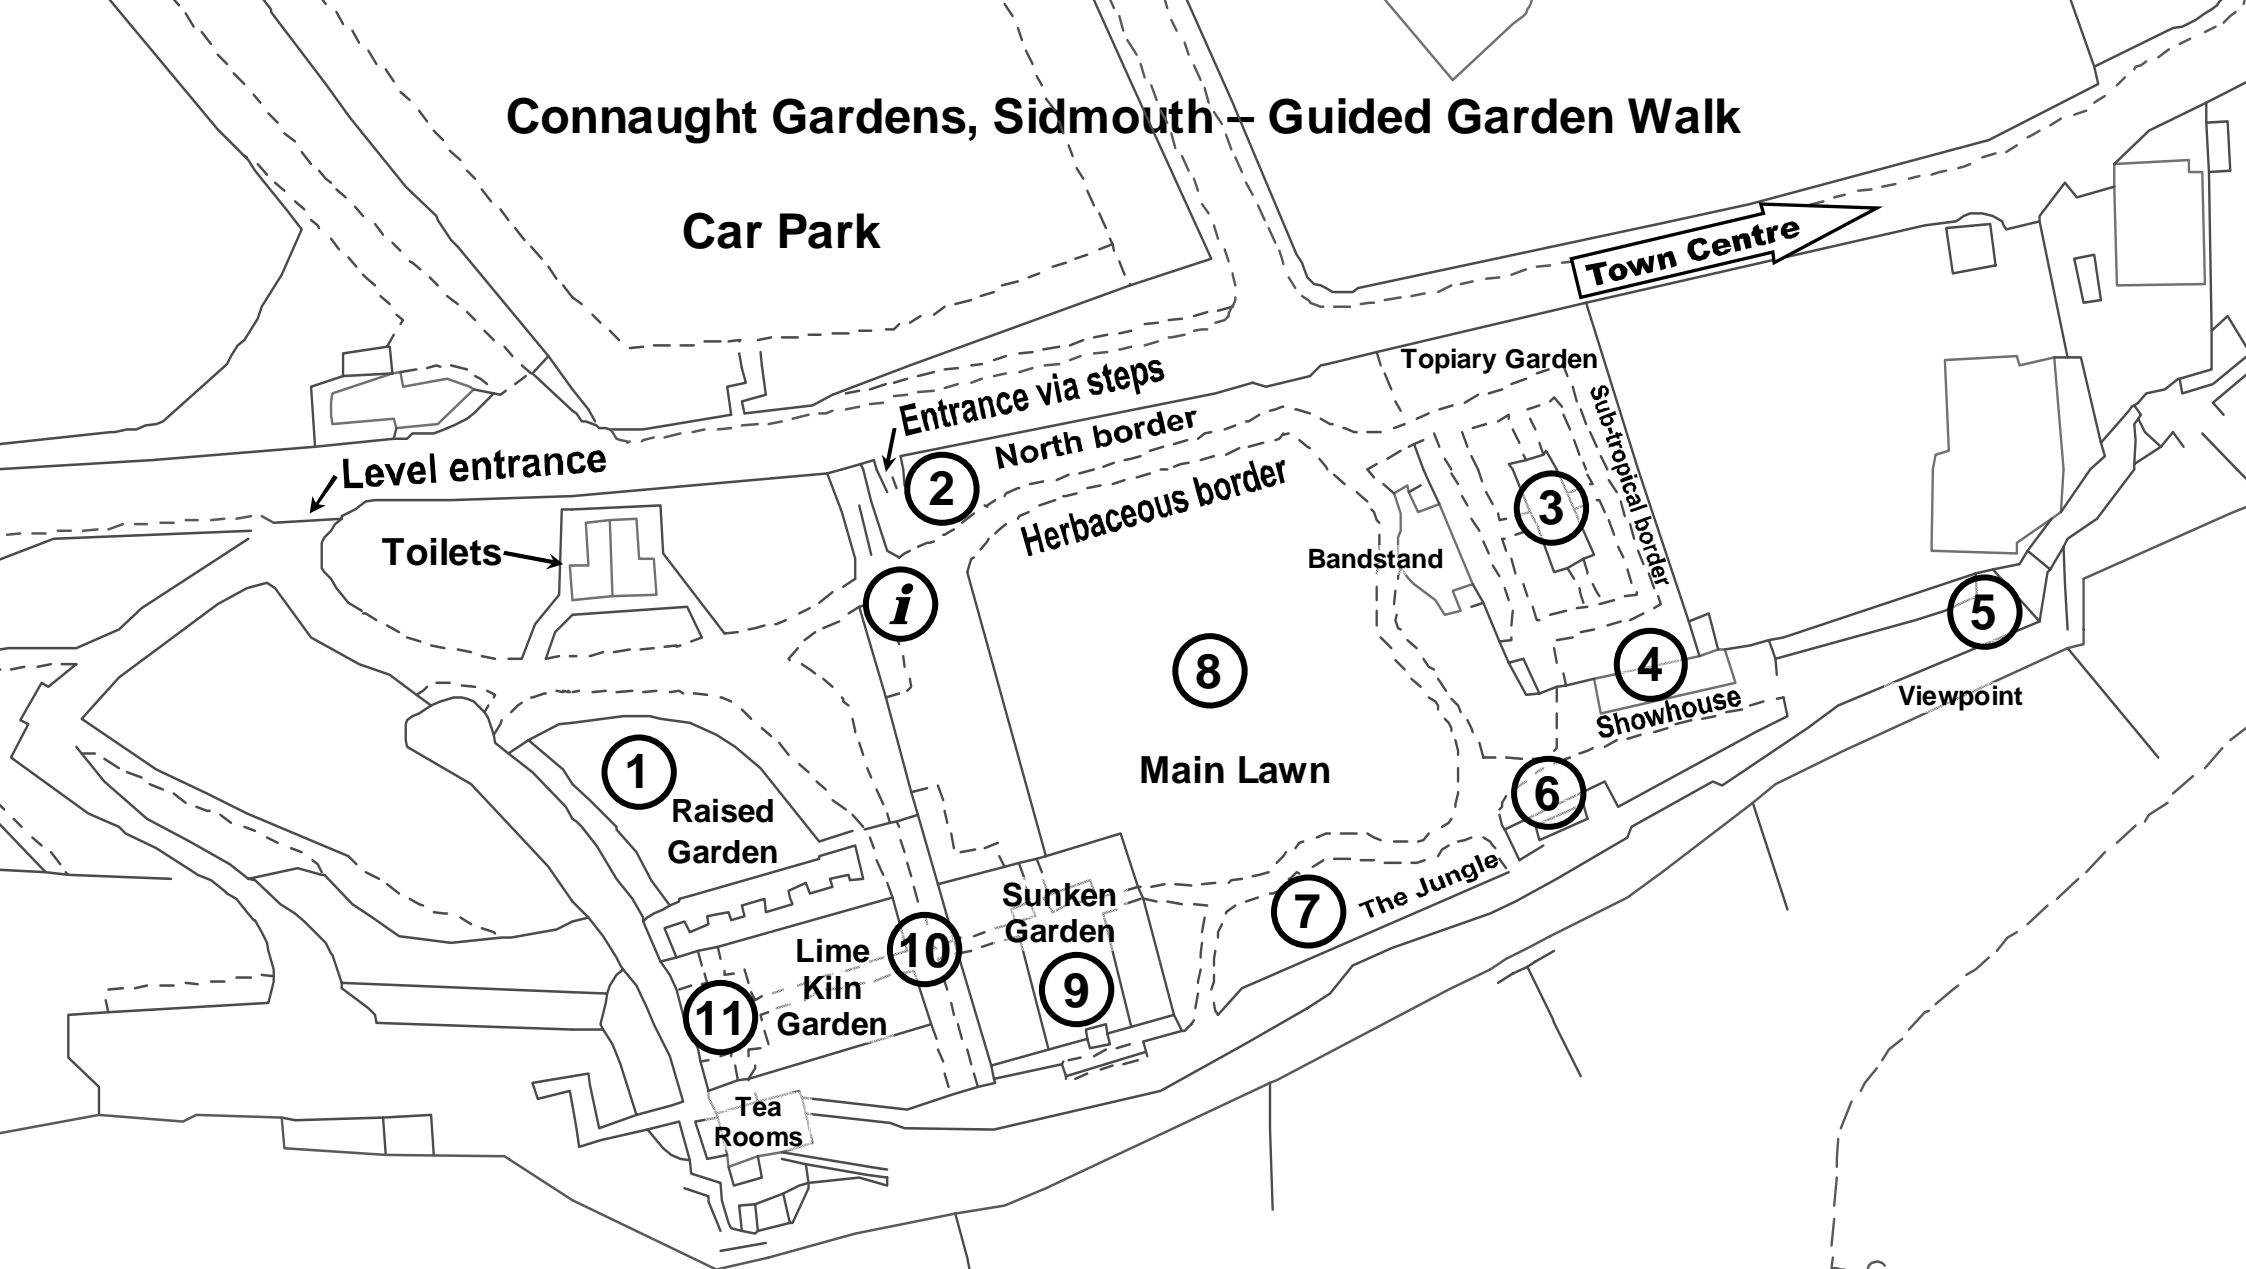 Connaught Gardens, Sidmouth – Guided Garden Walk
Car Park
Town Centre
Topiary Garden
Entrance via steps
North border
Sub-tropical border
Level entrance
2
Herbaceous border
3
Toilets
Bandstand
i
5
8
4
Viewpoint
Showhouse
1
Main Lawn
6
Raised
Garden
The Jungle
7
Sunken
Garden
10
Lime
Kiln
Garden
9
11
Tea
Rooms